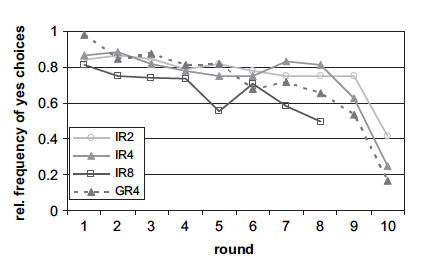 rel. frequency of yes choices
1
0.8
0.6
0.4
0.2
0
IR2
IR4
IR8
GR4
1 2 3 4 5 6 7 8 9 10
round